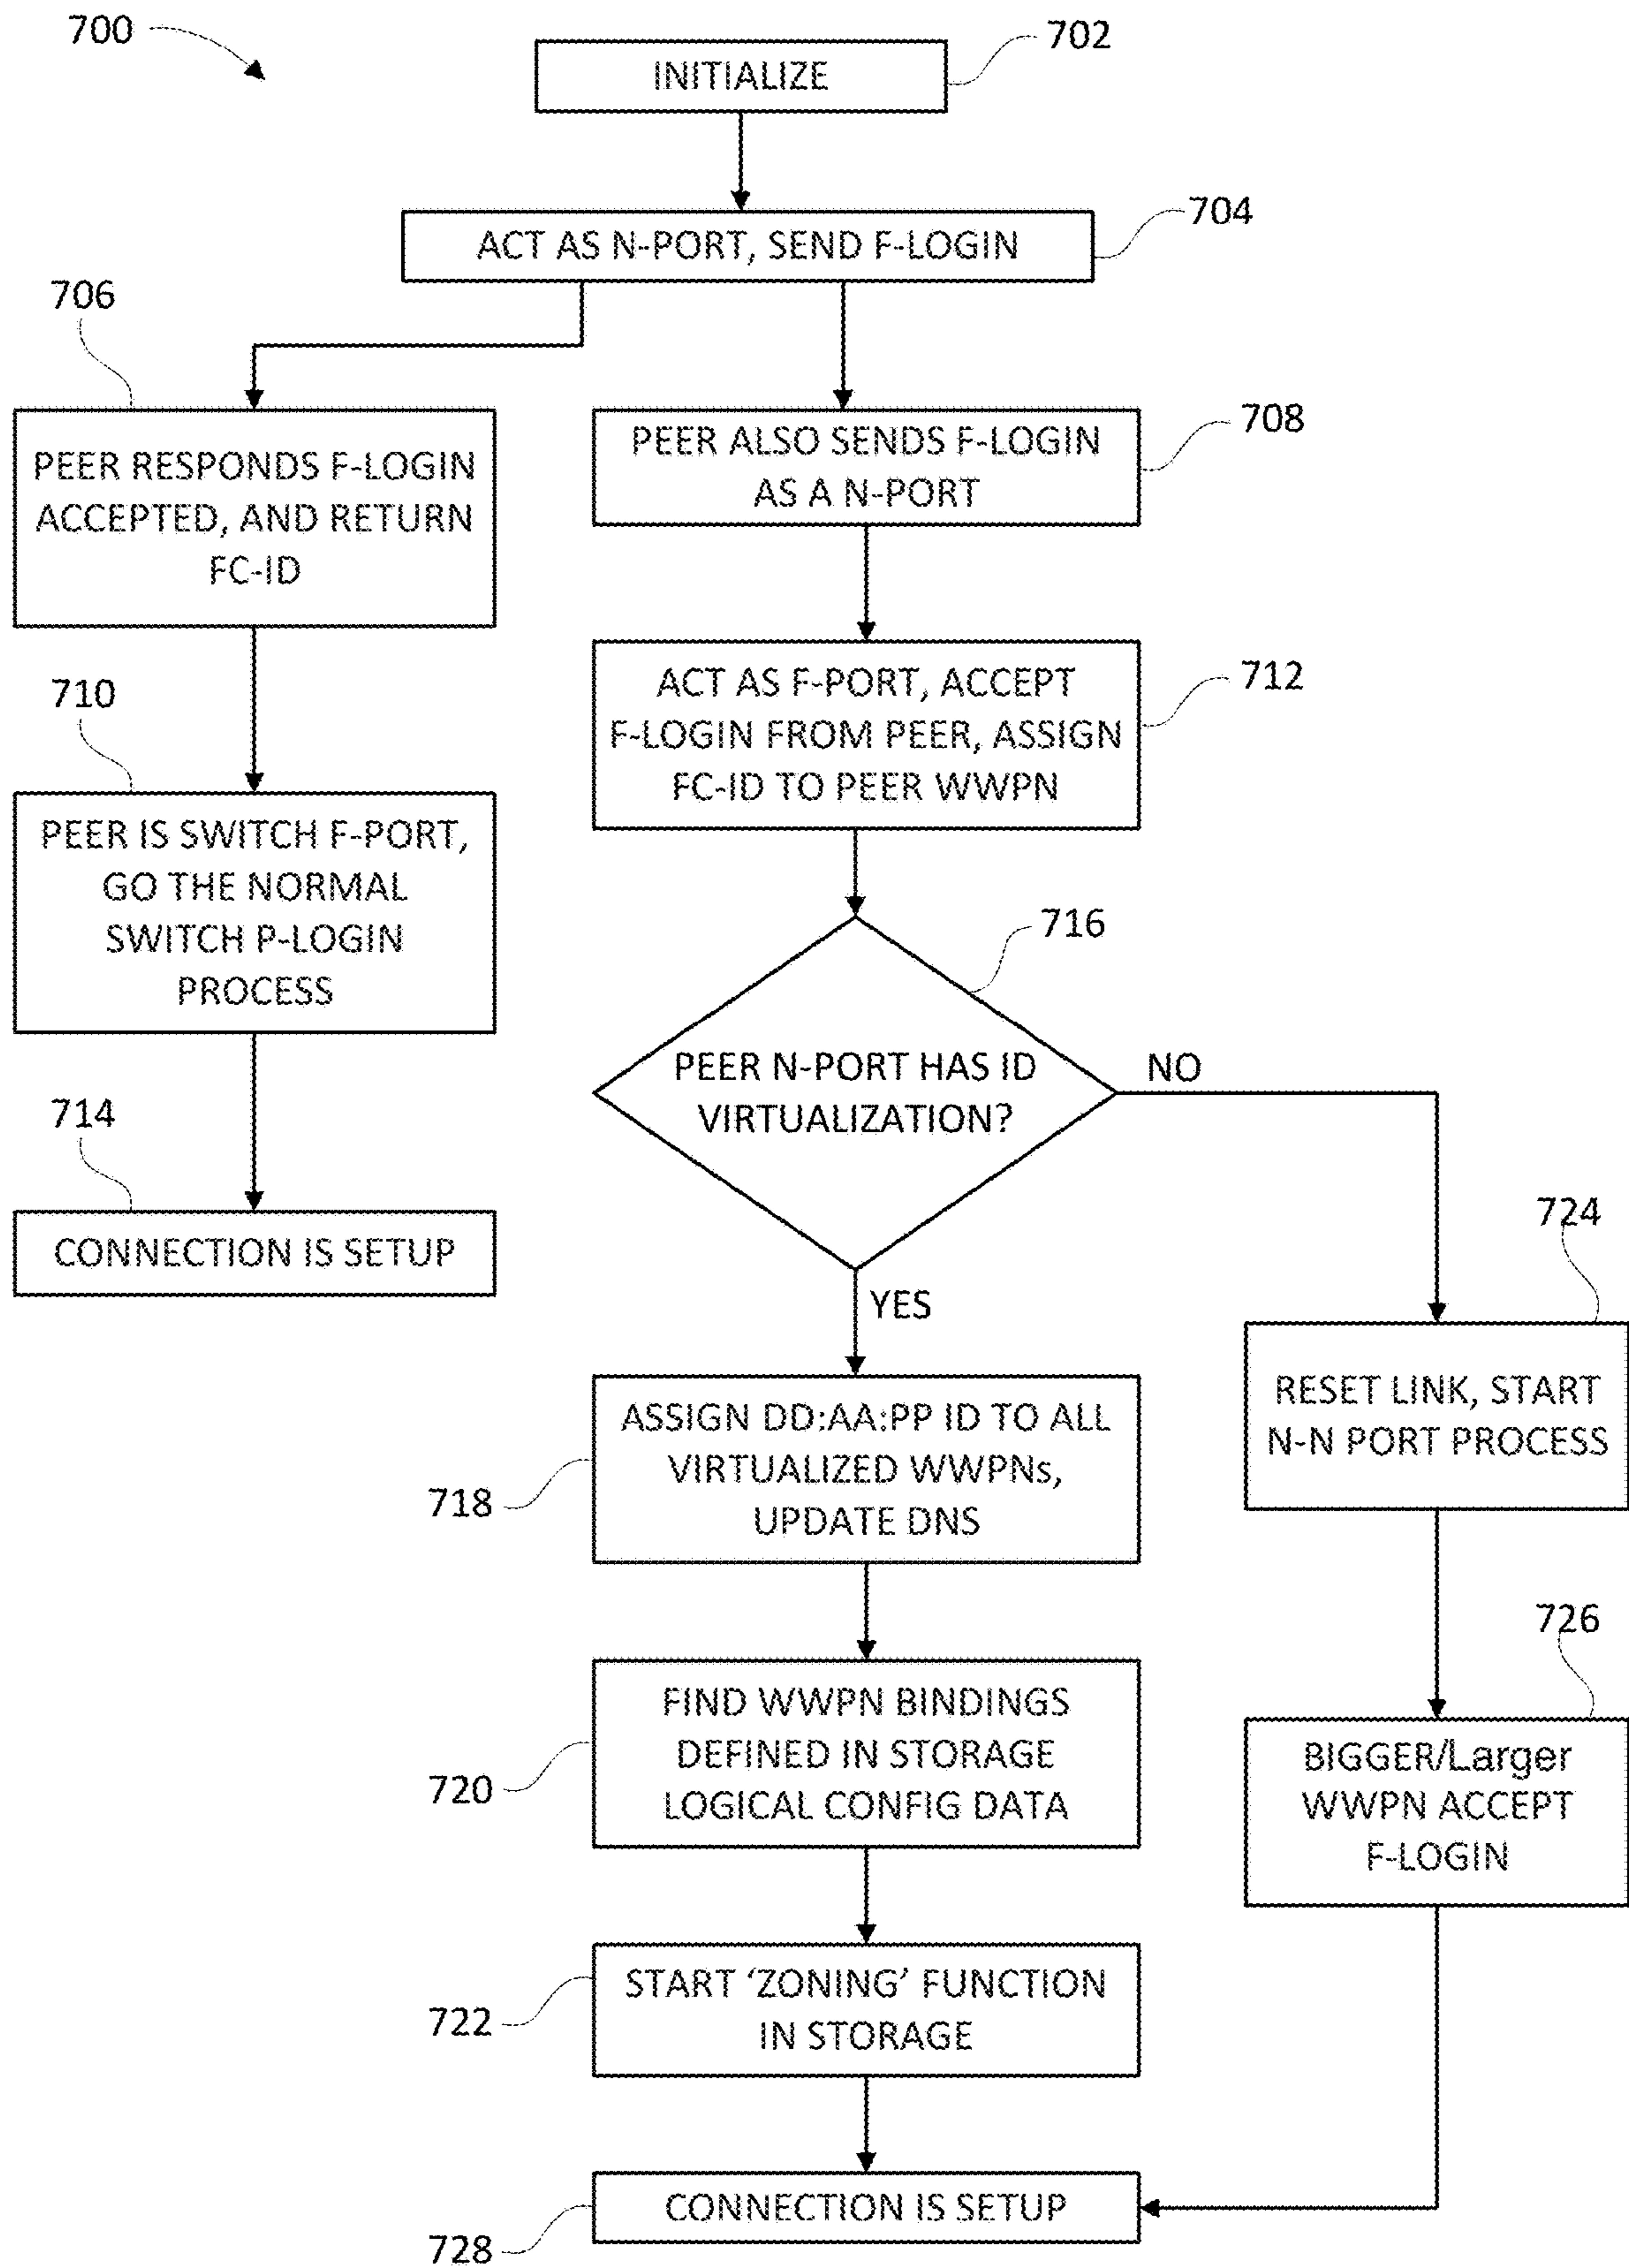 700
702
INITIALIZE
704
ACT AS N-PORT, SEND F-LOGIN
706
PEER RESPONDS F-LOGIN
ACCEPTED, AND RETURN
FC-ID
708
PEER ALSO SENDS F-LOGIN
AS A N-PORT
710
PEER IS SWITCH F-PORT,
GO THE NORMAL
SWITCH P-LOGIN
PROCESS
712
ACT AS F-PORT, ACCEPT
F-LOGIN FROM PEER, ASSIGN
FC-ID TO PEER WWPN
714
CONNECTION IS SETUP
716
PEER N-PORT HAS ID
VIRTUALIZATION?
NO
YES
718
ASSIGN DD:AA:PP ID TO ALL
VIRTUALIZED WWPNs,
UPDATE DNS
724
RESET LINK, START
N-N PORT PROCESS
720
FIND WWPN BINDINGS
DEFINED IN STORAGE
LOGICAL CONFIG DATA
726
BIGGER/Larger
WWPN ACCEPT
F-LOGIN
722
START ‘ZONING’ FUNCTION
IN STORAGE
728
CONNECTION IS SETUP